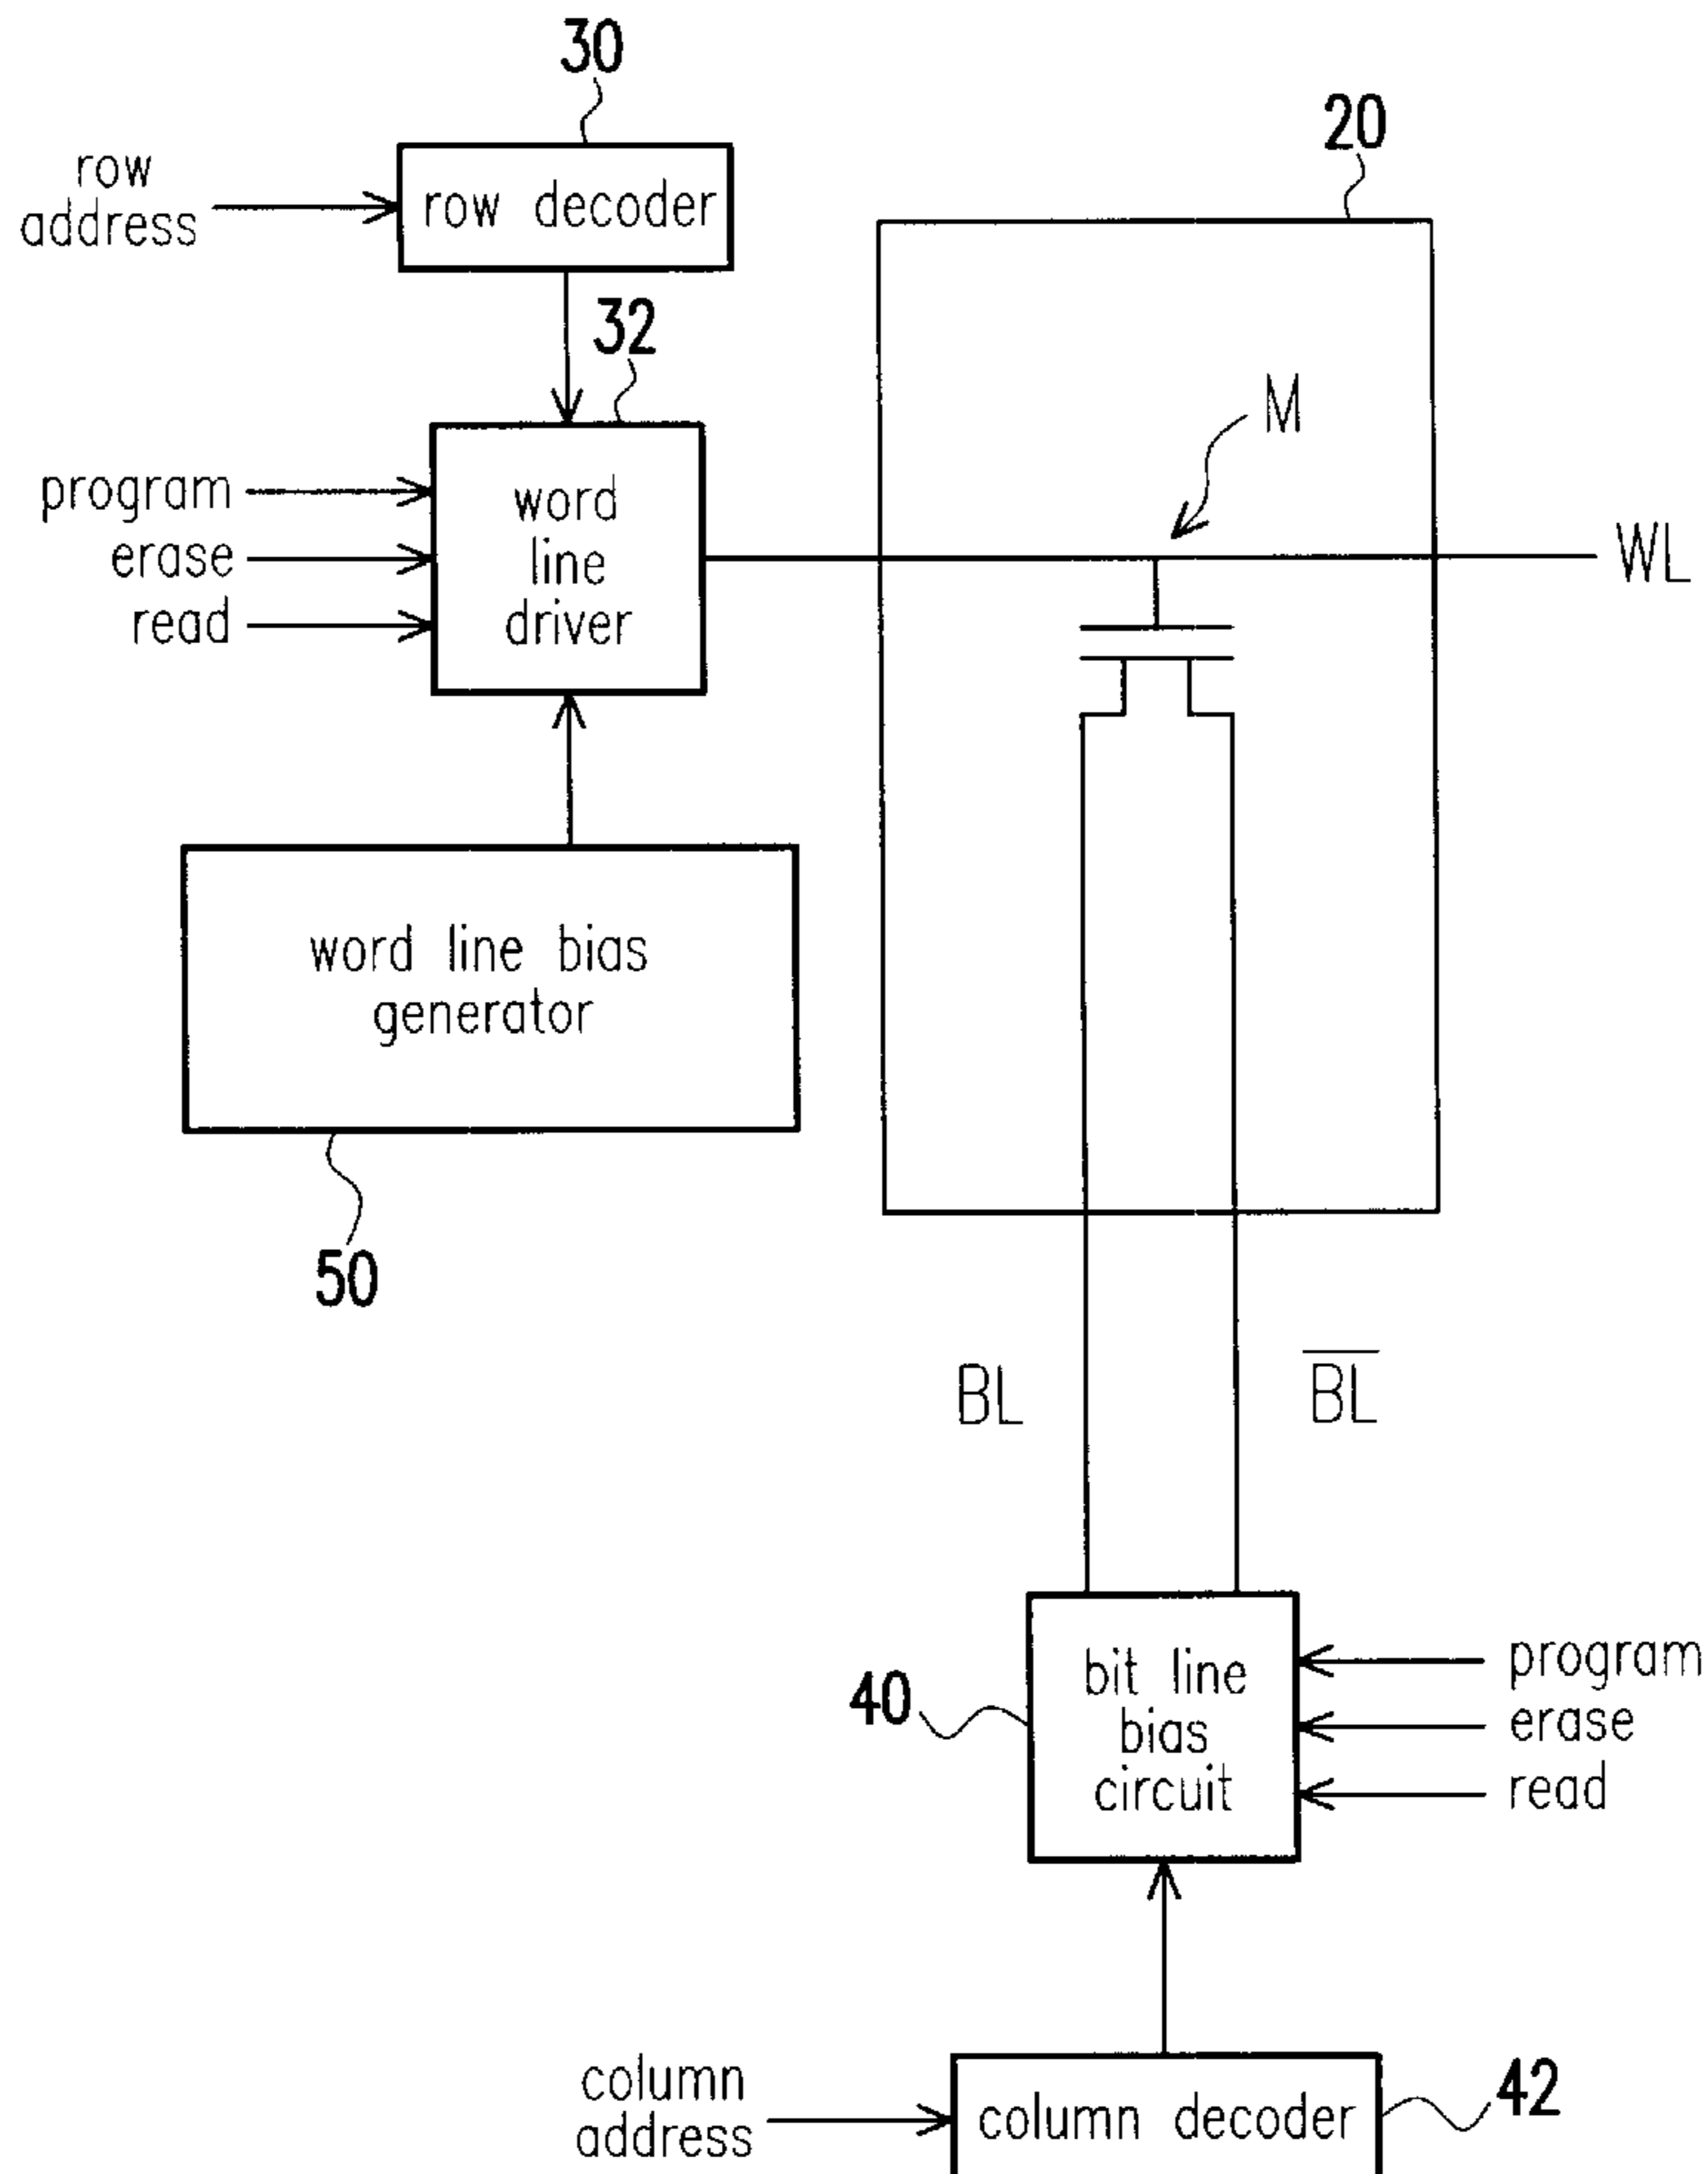 30
20
row
address
row decoder
32
M
program
erase
read
word
line
driver
WL
word line bias
generator
50
BL
B̅L̅
40
bit line
bias
circuit
program
erase
read
column
address
column decoder
42